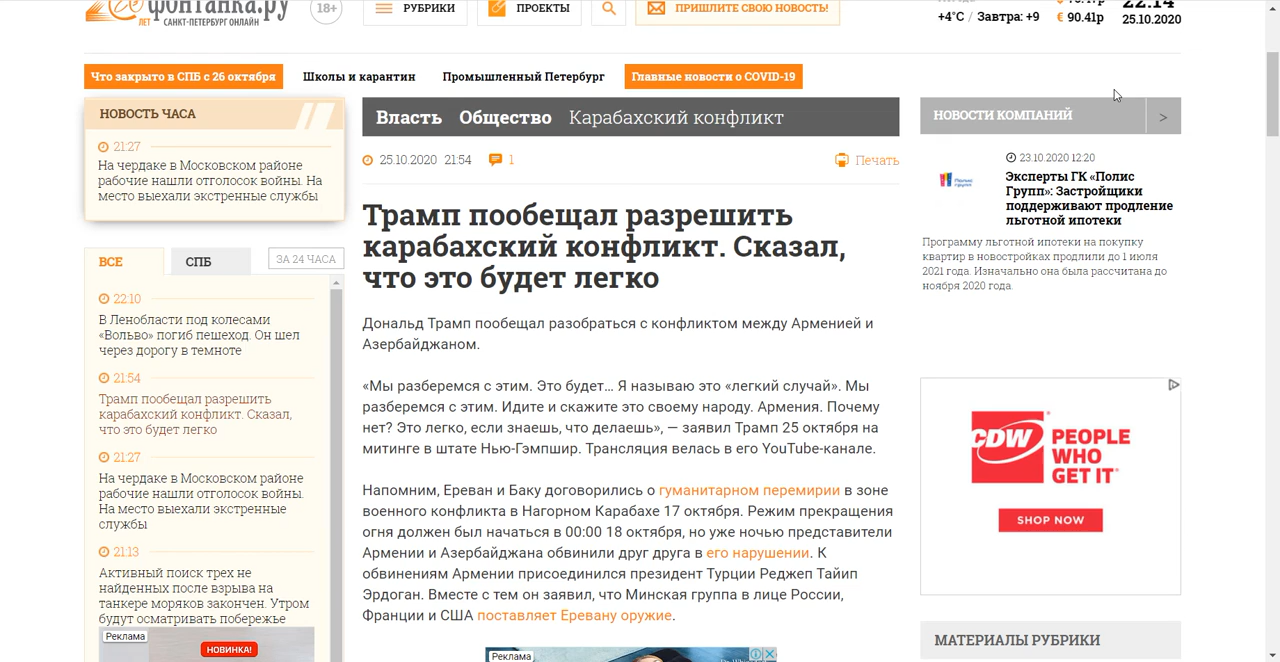 фонтанка.ру
ЛЕТ САНКТ-ПЕТЕРБУРГ ОНЛАЙН
18+
РУБРИКИ
ПРОЕКТЫ
ПРИШЛИТЕ СВОЮ НОВОСТЬ!
+4°C / Завтра: +9
€ 90.41р
22:14
25.10.2020
Что закрыто в СПБ с 26 октября
Школы и карантин
Промышленный Петербург
Главные новости о COVID-19
НОВОСТЬ ЧАСА
21:27
На чердаке в Московском районе
рабочие нашли отголосок войны. На
место выехали экстренные службы
ВСЕ
СПБ
ЗА 24 ЧАСА
22:10
В Ленобласти под колесами
«Вольво» погиб пешеход. Он шел
через дорогу в темноте
21:54
Трамп пообещал разрешить
карабахский конфликт. Сказал,
что это будет легко
21:27
На чердаке в Московском районе
рабочие нашли отголосок войны.
На место выехали экстренные
службы
21:13
Активный поиск трех не
найденных после взрыва на
танкере моряков закончен. Утром
будут осматривать побережье
Реклама
НОВИНКА!
Власть Общество Карабахский конфликт
25.10.2020 21:54 1
Печать
Трамп пообещал разрешить
карабахский конфликт. Сказал,
что это будет легко
Дональд Трамп пообещал разобраться с конфликтом между Арменией и
Азербайджаном.
«Мы разберемся с этим. Это будет… Я называю это «легкий случай». Мы
разберемся с этим. Идите и скажите это своему народу. Армения. Почему
нет? Это легко, если знаешь, что делаешь», — заявил Трамп 25 октября на
митинге в штате Нью-Гэмпшир. Трансляция велась в его YouTube-канале.
Напомним, Ереван и Баку договорились о гуманитарном перемирии в зоне
военного конфликта в Нагорном Карабахе 17 октября. Режим прекращения
огня должен был начаться в 00:00 18 октября, но уже ночью представители
Армении и Азербайджана обвинили друг друга в его нарушении. К
обвинениям Армении присоединился президент Турции Реджеп Тайип
Эрдоган. Вместе с тем он заявил, что Минская группа в лице России,
Франции и США поставляет Еревану оружие.
Реклама
НОВОСТИ КОМПАНИЙ >
23.10.2020 12:20
Эксперты ГК «Полис
Групп»: Застройщики
поддерживают продление
льготной ипотеки
Программу льготной ипотеки на покупку
квартир в новостройках продлили до 1 июля
2021 года. Изначально она была рассчитана до
ноября 2020 года.
CDW
PEOPLE
WHO
GET IT
SHOP NOW
МАТЕРИАЛЫ РУБРИКИ